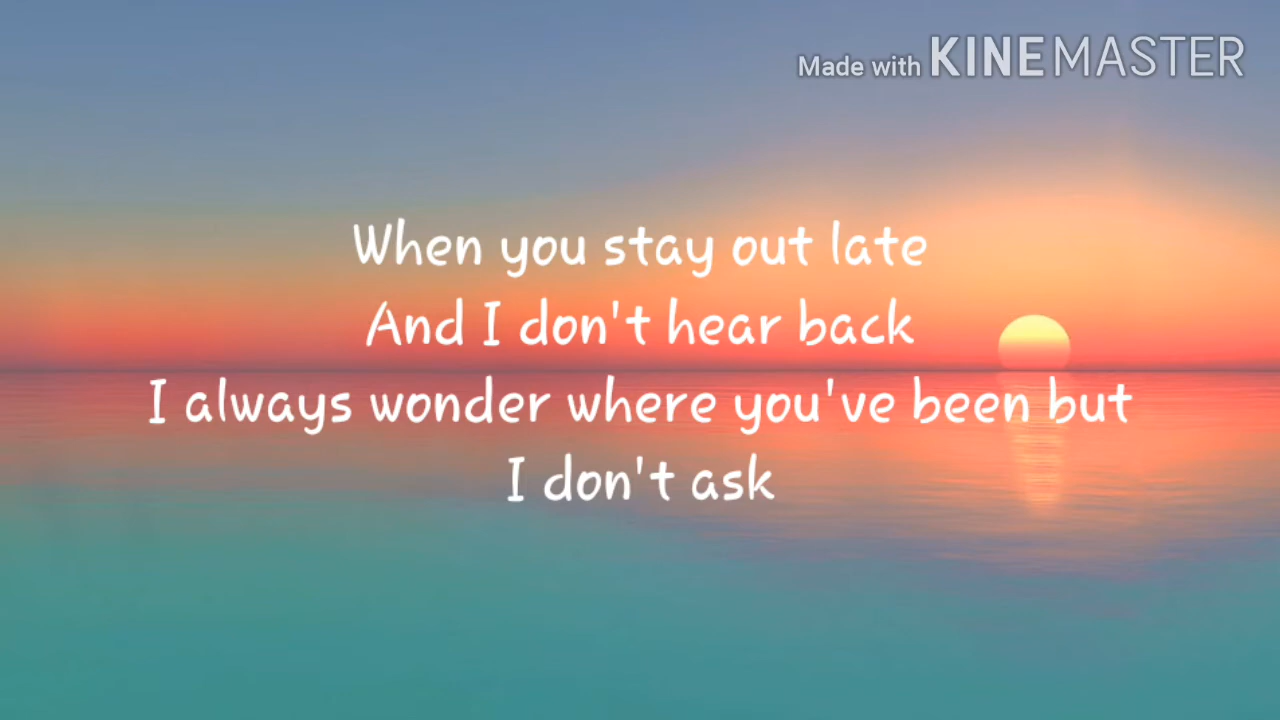 Made with KINEMASTER
When you stay out late
And I don't hear back
I always wonder where you've been but
I don't ask